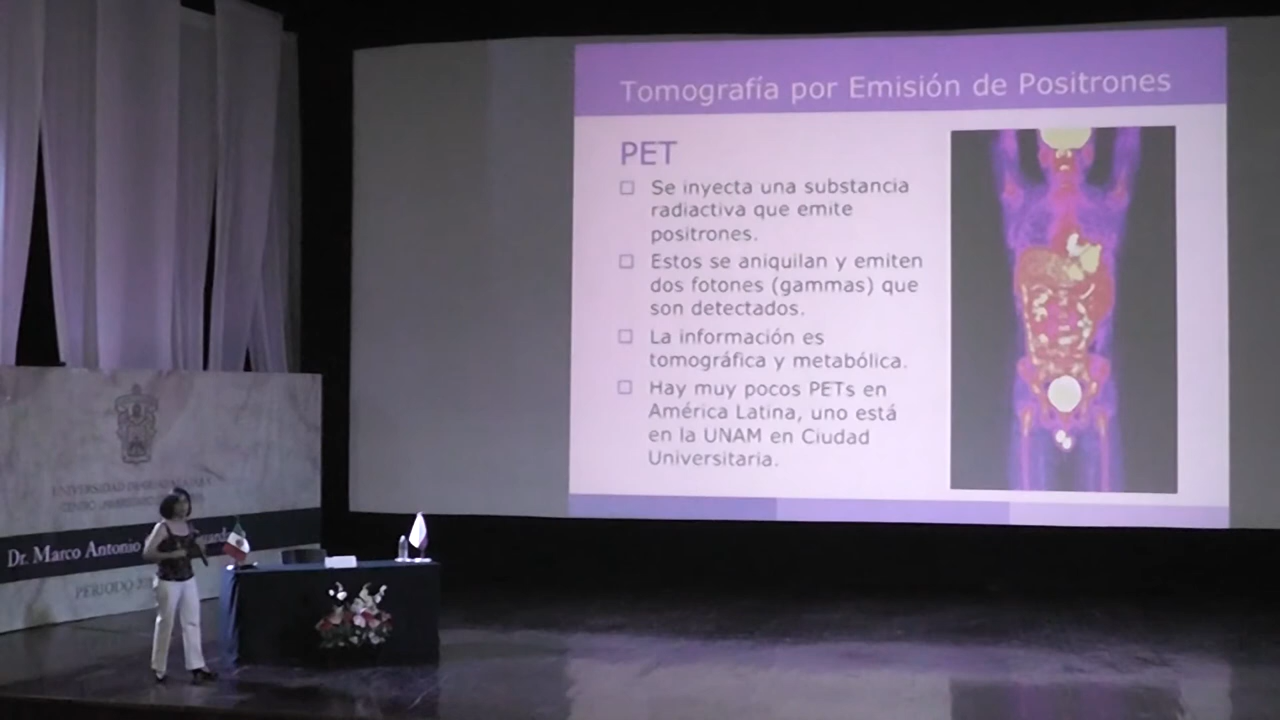 Tomografía por Emisión de Positrones
PET
Se inyecta una substancia
radiactiva que emite
positrones.
Estos se aniquilan y emiten
dos fotones (gammas) que
son detectados.
La información es
tomográfica y metabólica.
Hay muy pocos PETs en
América Latina, uno está
en la UNAM en Ciudad
Universitaria.
Dr. Marco Antonio
PERIODO